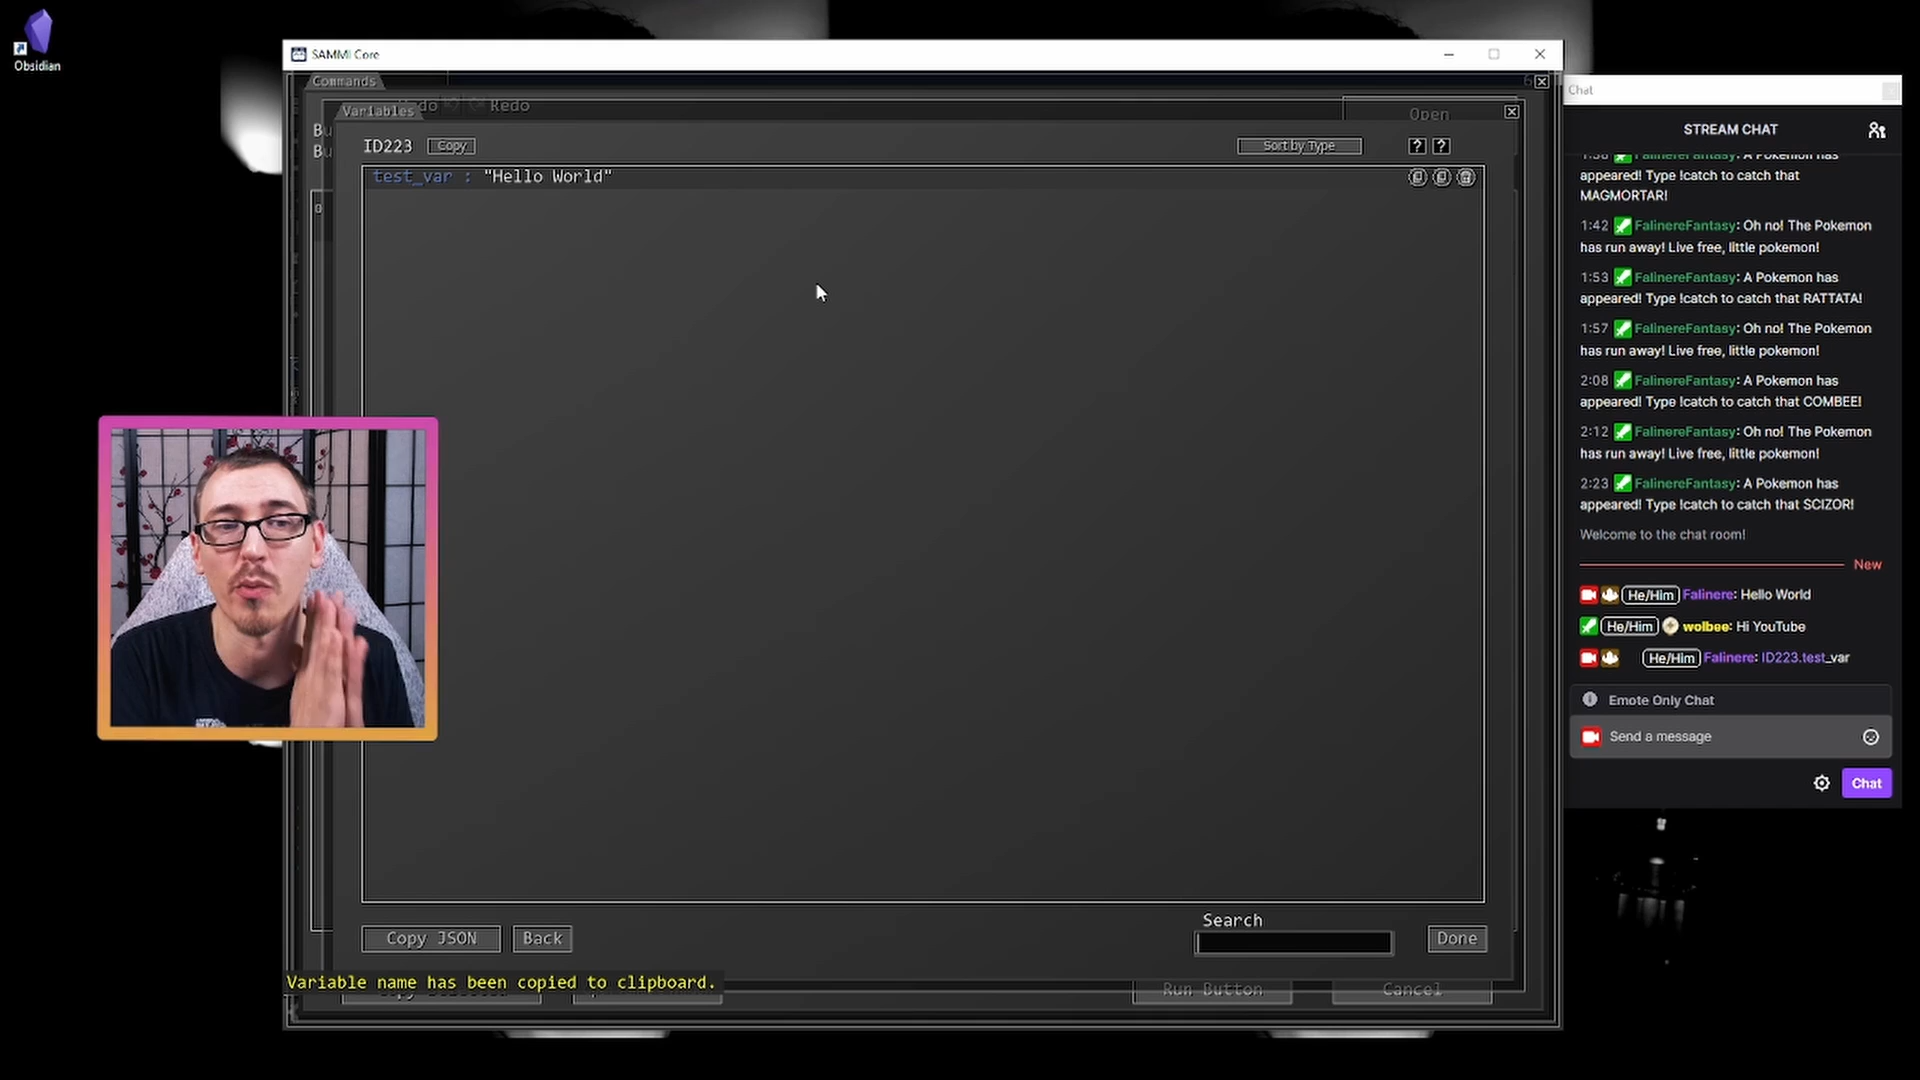 Obsidian
SAMMI Core
Commands
Redo
Variables
Open
ID223 Copy
Sort by Type
? ?
test_var : "Hello World"
Copy JSON
Back
Search
Done
Variable name has been copied to clipboard.
Run Button
Cancel
Chat
STREAM CHAT
1:38 FalinereFantasy: A Pokemon has
appeared! Type !catch to catch that
MAGMORTAR!
1:42 FalinereFantasy: Oh no! The Pokemon
has run away! Live free, little pokemon!
1:53 FalinereFantasy: A Pokemon has
appeared! Type !catch to catch that RATTATA!
1:57 FalinereFantasy: Oh no! The Pokemon
has run away! Live free, little pokemon!
2:08 FalinereFantasy: A Pokemon has
appeared! Type !catch to catch that COMBEE!
2:12 FalinereFantasy: Oh no! The Pokemon
has run away! Live free, little pokemon!
2:23 FalinereFantasy: A Pokemon has
appeared! Type !catch to catch that SCIZOR!
Welcome to the chat room!
New
He/Him Falinere: Hello World
He/Him wolbee: Hi YouTube
He/Him Falinere: ID223.test_var
Emote Only Chat
Send a message
Chat